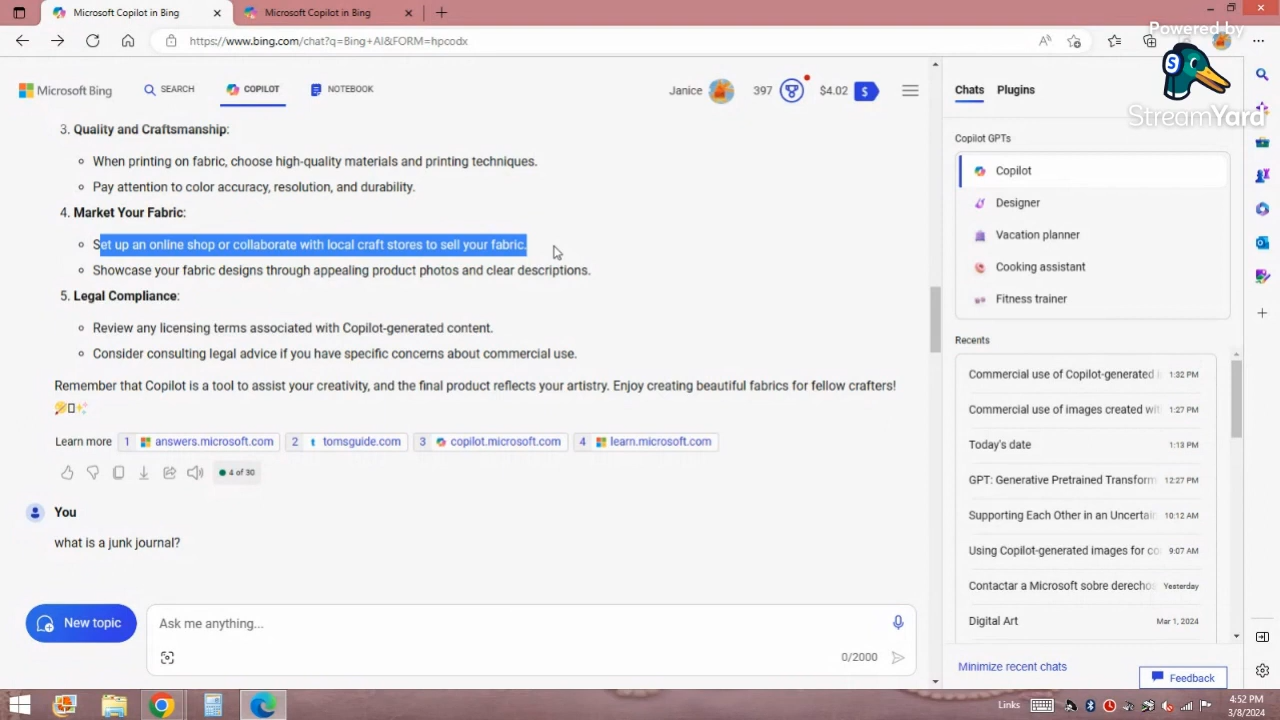 Microsoft Copilot in Bing
Microsoft Copilot in Bing
https://www.bing.com/chat?q=Bing+AI&FORM=hpcodx
Powered by
StreamYard
Microsoft Bing
SEARCH
COPILOT
NOTEBOOK
Janice
397
$4.02
$
3. Quality and Craftsmanship:
When printing on fabric, choose high-quality materials and printing techniques.
Pay attention to color accuracy, resolution, and durability.
4. Market Your Fabric:
Set up an online shop or collaborate with local craft stores to sell your fabric.
Showcase your fabric designs through appealing product photos and clear descriptions.
5. Legal Compliance:
Review any licensing terms associated with Copilot-generated content.
Consider consulting legal advice if you have specific concerns about commercial use.
Remember that Copilot is a tool to assist your creativity, and the final product reflects your artistry. Enjoy creating beautiful fabrics for fellow crafters!
Learn more 1 answers.microsoft.com 2 tomsguide.com 3 copilot.microsoft.com 4 learn.microsoft.com
4 of 30
You
what is a junk journal?
New topic
Ask me anything...
0/2000
Chats Plugins
Copilot GPTs
Copilot
Designer
Vacation planner
Cooking assistant
Fitness trainer
Recents
Commercial use of Copilot-generated 1:32 PM
Commercial use of images created 1:27 PM
Today's date 1:13 PM
GPT: Generative Pretrained Transform 12:27 PM
Supporting Each Other in an Uncertain 10:12 AM
Using Copilot-generated images for 9:07 AM
Contactar a Microsoft sobre derechos Yesterday
Digital Art Mar 1, 2024
Minimize recent chats
Feedback
Links
4:52 PM
3/8/2024